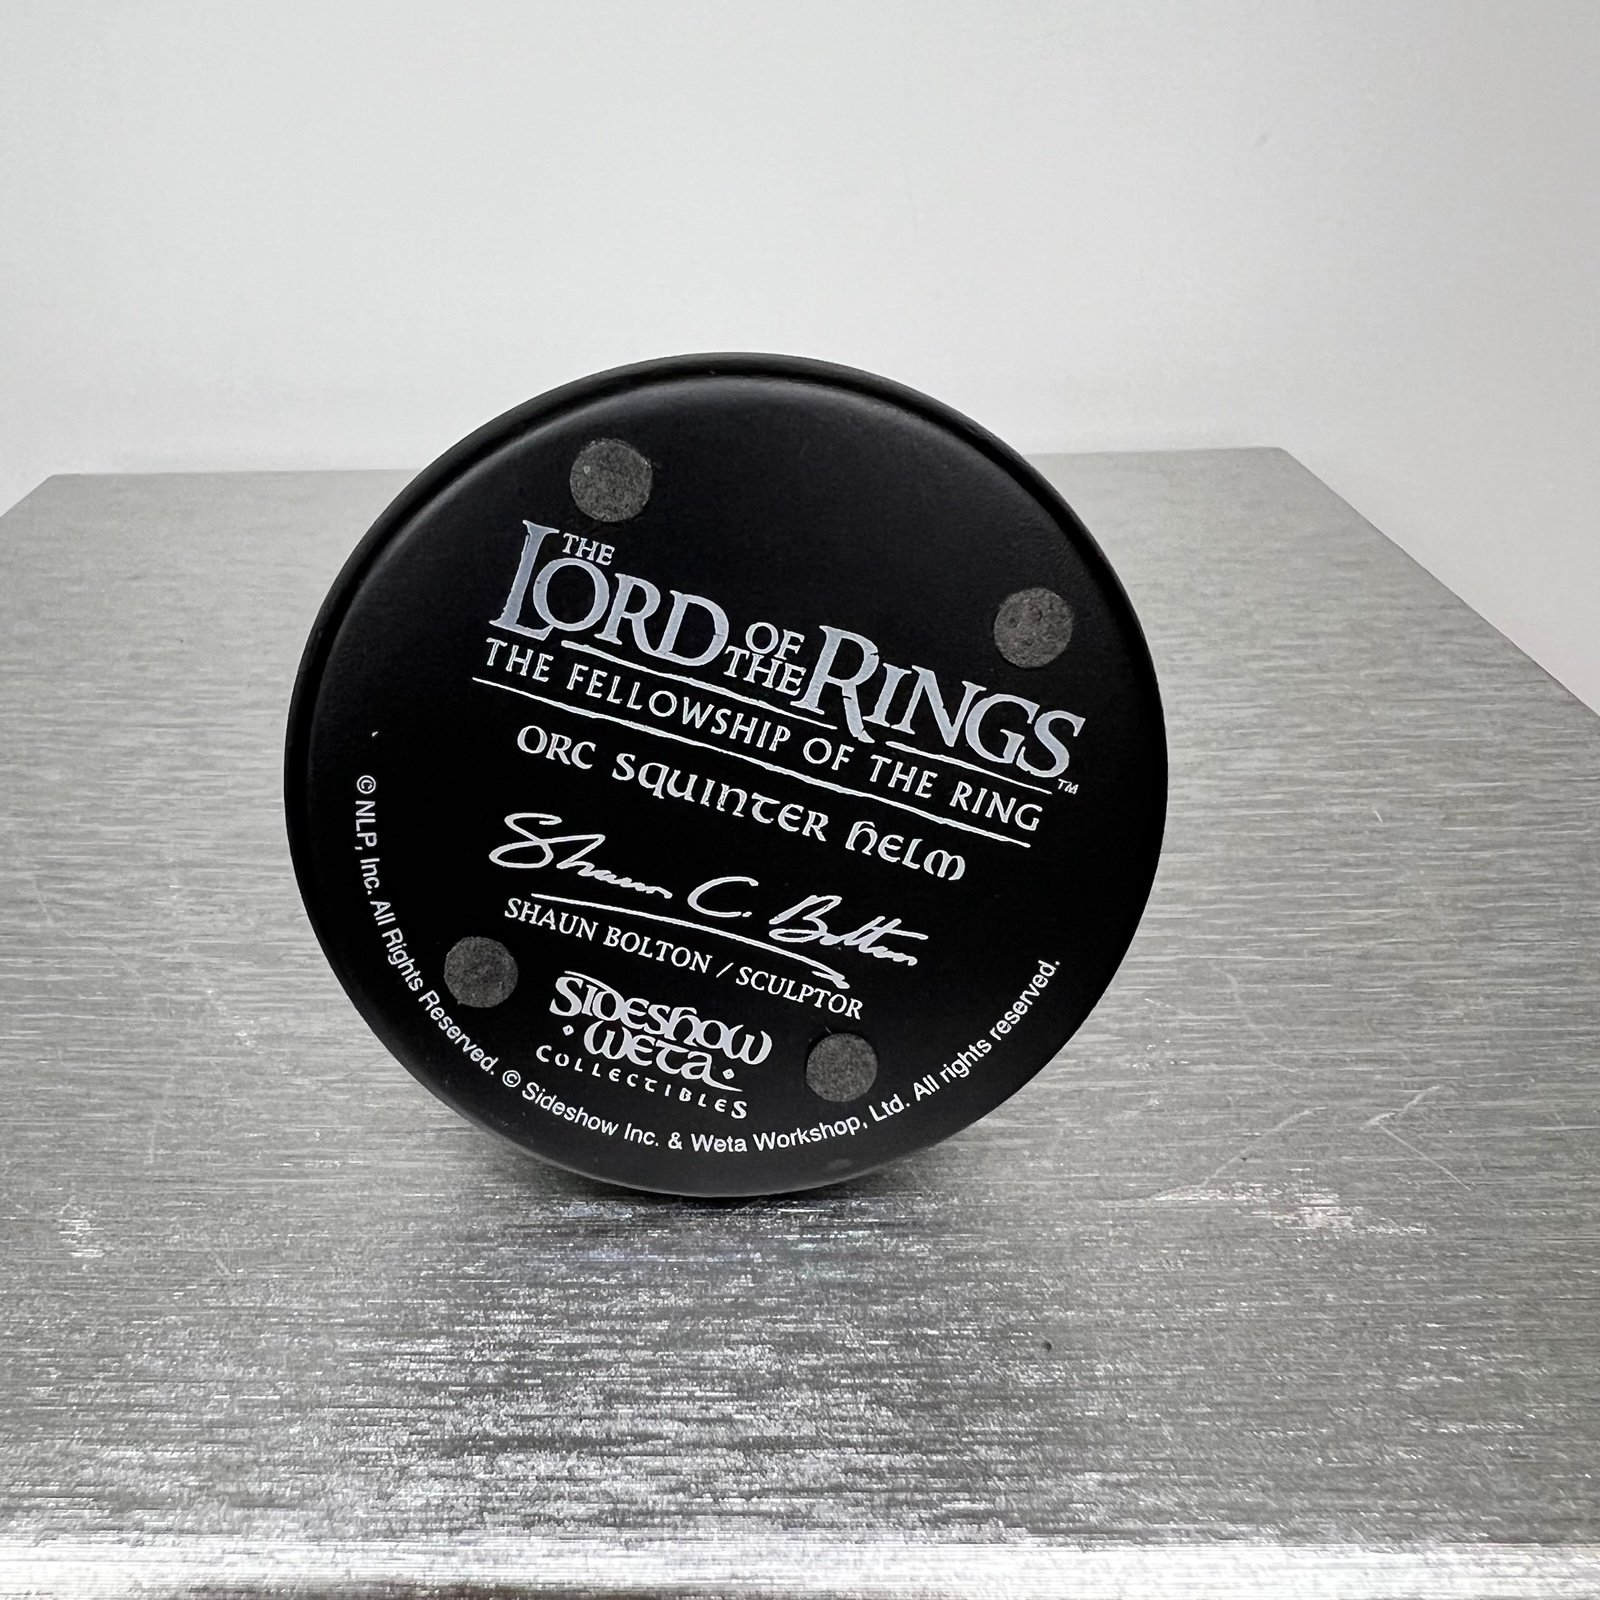 THE
LORD OF THE RINGS™
THE FELLOWSHIP OF THE RING
ORC SQUINTER HELM
Shaun C. Bolton
SHAUN BOLTON / SCULPTOR
SIDESHOW
· WETA ·
COLLECTIBLES
© NLP, Inc. All Rights Reserved. © Sideshow Inc. & Weta Workshop, Ltd. All rights reserved.